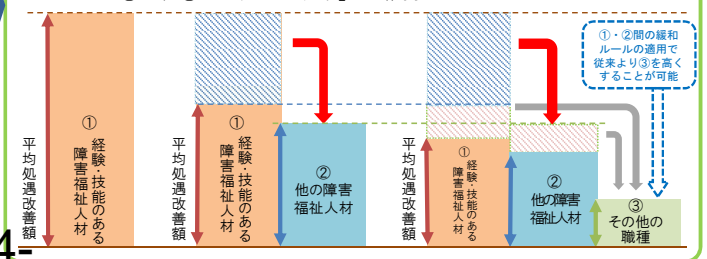 平均処遇改善額
①
経験・技能のある
障害福祉人材
平均処遇改善額
①
経験・技能のある
障害福祉人材
②
他の障害
福祉人材
平均処遇改善額
①
経験・技能のある
障害福祉人材
②
他の障害
福祉人材
③
その他の
職種
①・②間の緩和
ルールの適用で
従来より③を高く
することが可能
4-